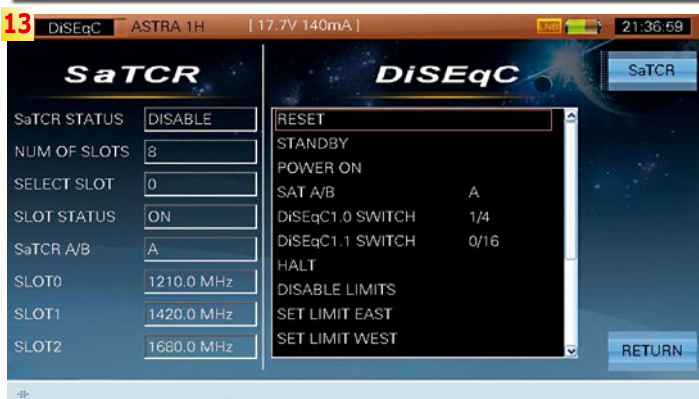 13 DiSEqC ASTRA 1H [17.7V 140mA] LNB 21:36:59
SaTCR
SaTCR STATUS DISABLE
NUM OF SLOTS 8
SELECT SLOT 0
SLOT STATUS ON
SaTCR A/B A
SLOT0 1210.0 MHz
SLOT1 1420.0 MHz
SLOT2 1680.0 MHz
DiSEqC
RESET
STANDBY
POWER ON
SAT A/B A
DiSEqC1.0 SWITCH 1/4
DiSEqC1.1 SWITCH 0/16
HALT
DISABLE LIMITS
SET LIMIT EAST
SET LIMIT WEST
SaTCR
RETURN